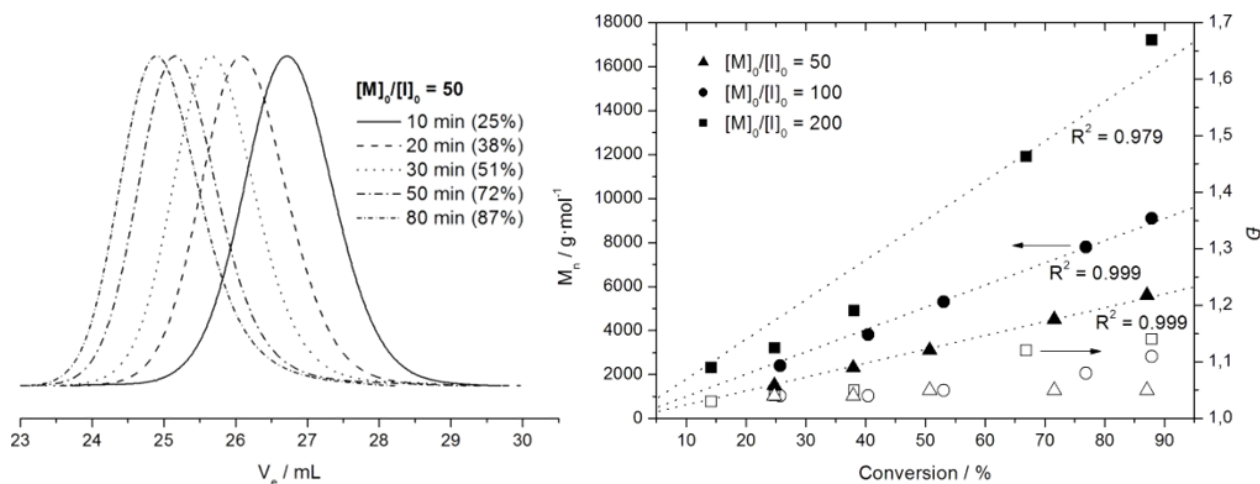 [M]₀/[I]₀ = 50
10 min (25%)
20 min (38%)
30 min (51%)
50 min (72%)
80 min (87%)
23 24 25 26 27 28 29 30
Vₑ / mL
18000
16000
14000
12000
10000
8000
6000
4000
2000
0
Mₙ / g·mol⁻¹
[M]₀/[I]₀ = 50
[M]₀/[I]₀ = 100
[M]₀/[I]₀ = 200
R² = 0.979
R² = 0.999
R² = 0.999
10 20 30 40 50 60 70 80 90
Conversion / %
1,7
1,6
1,5
1,4
1,3
1,2
1,1
1,0